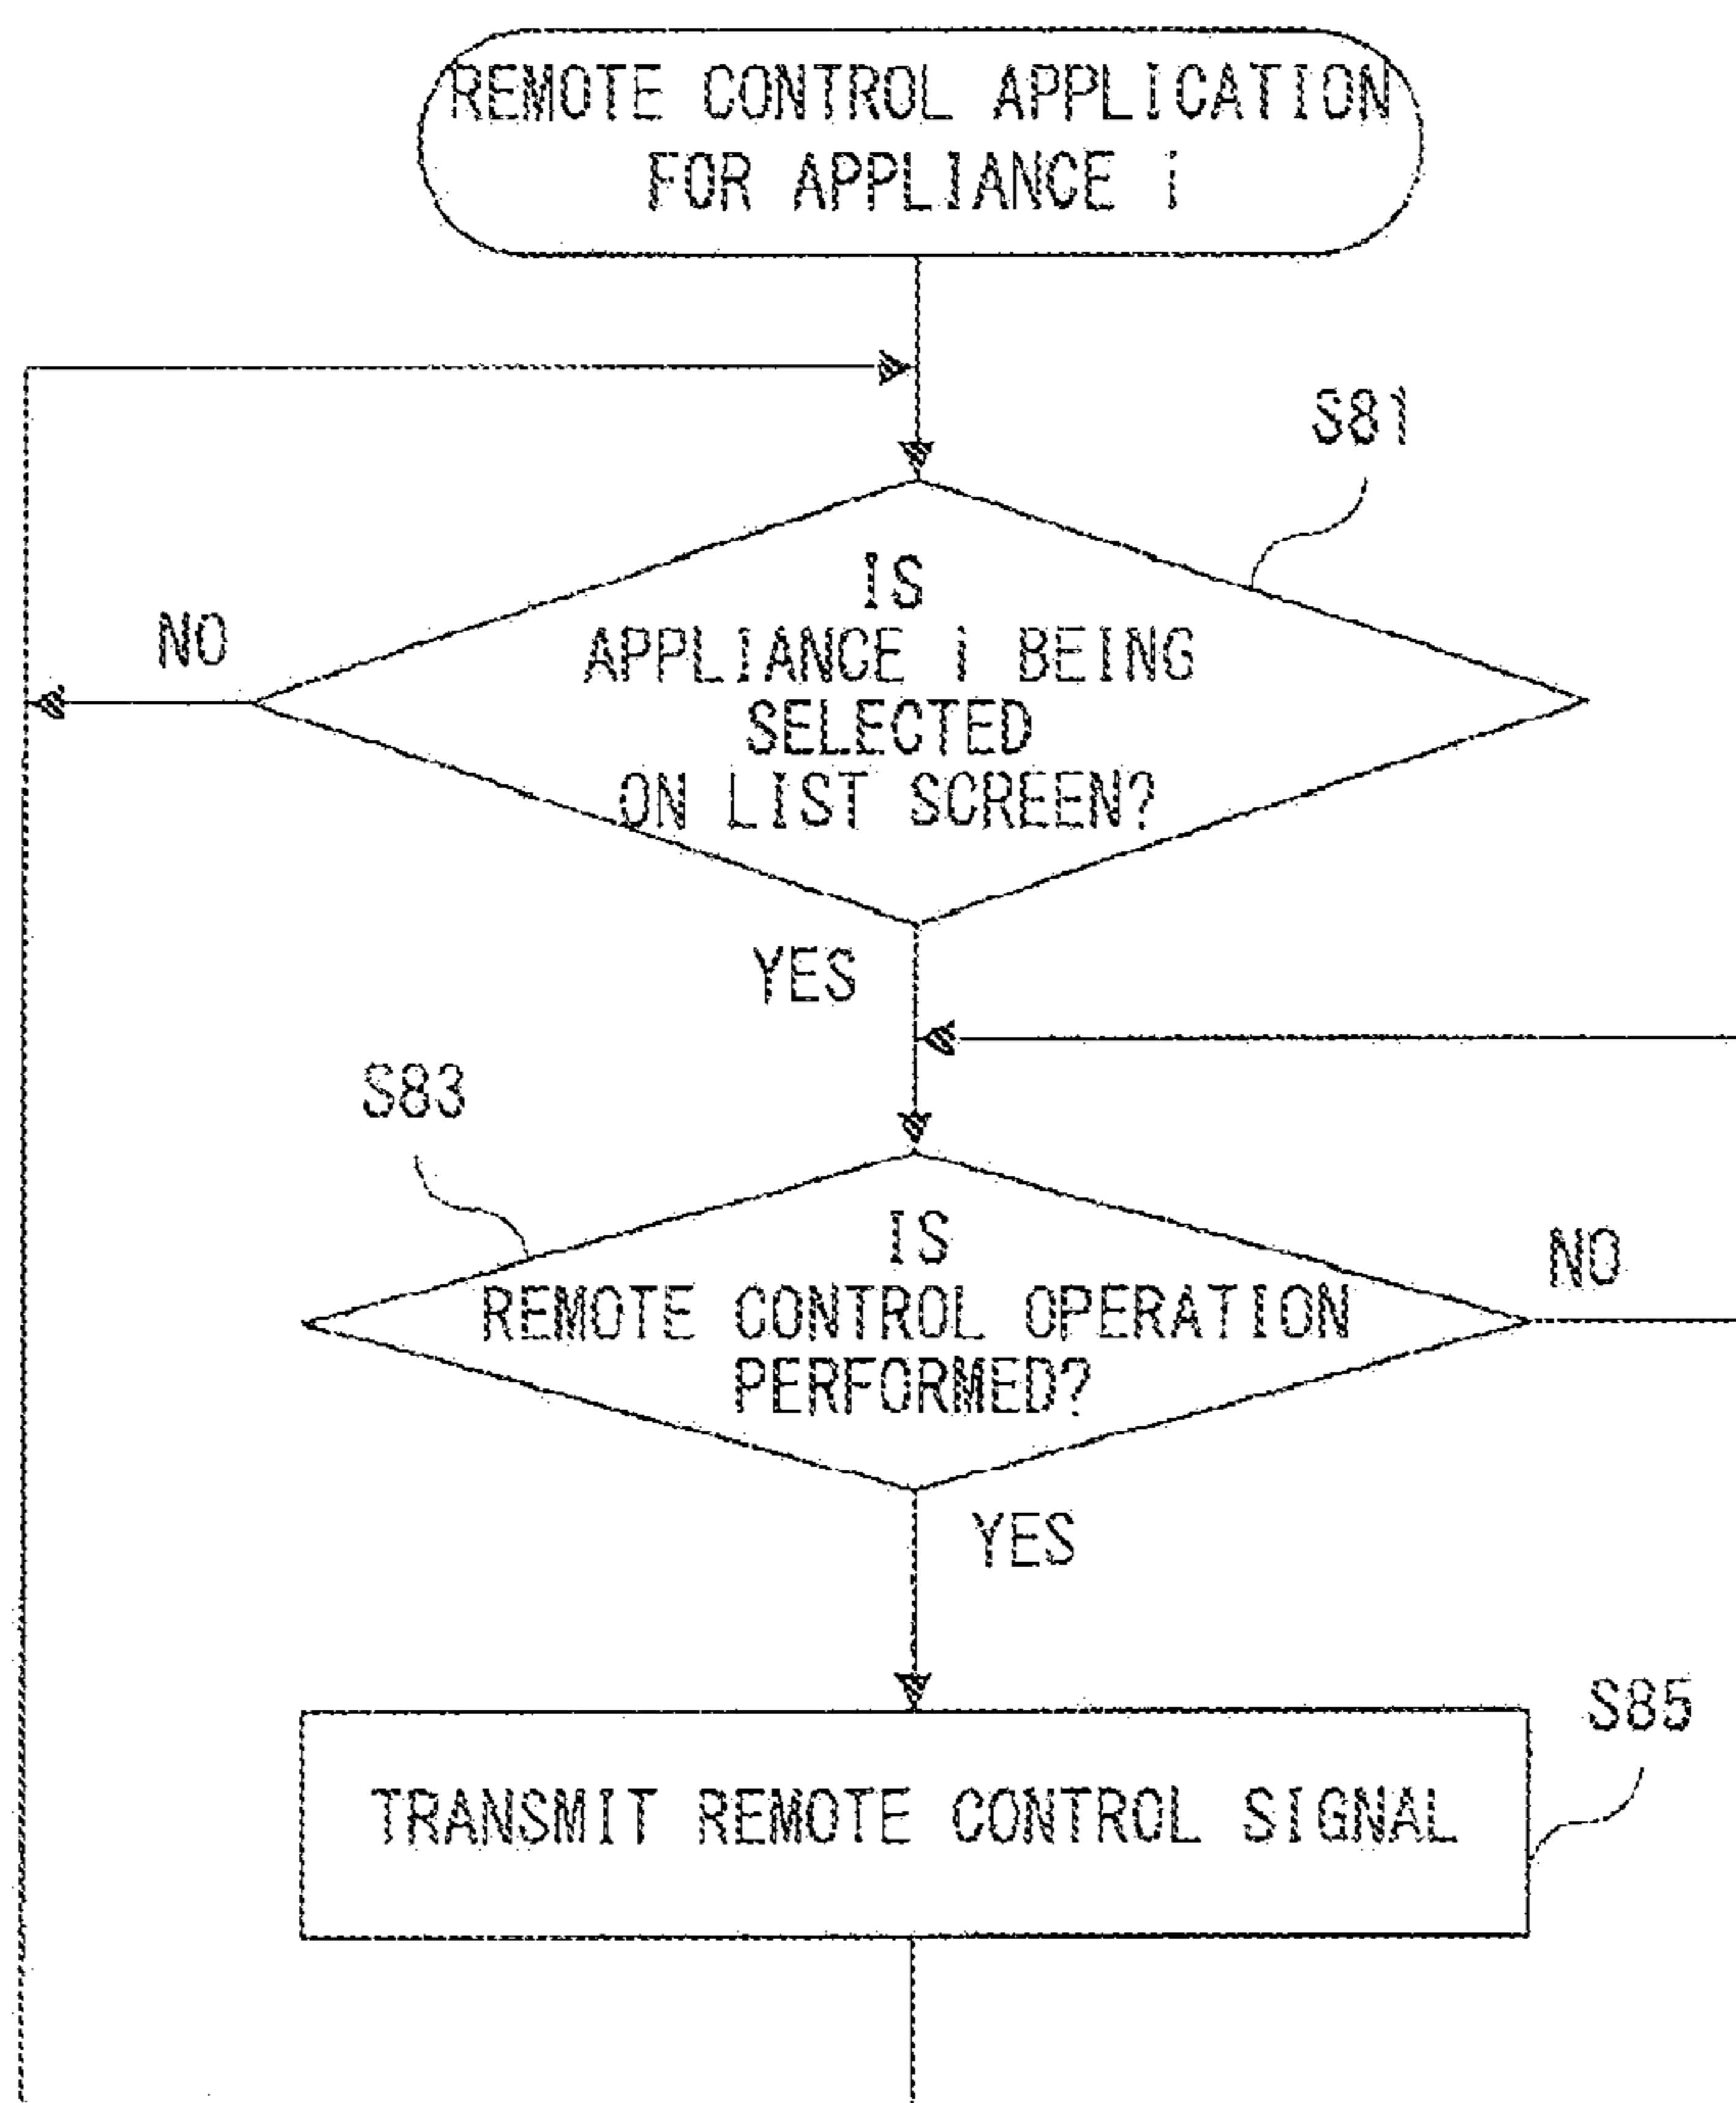 REMOTE CONTROL APPLICATION
FOR APPLIANCE i
S81
IS
APPLIANCE i BEING
SELECTED
ON LIST SCREEN?
NO
YES
S83
IS
REMOTE CONTROL OPERATION
PERFORMED?
NO
YES
S85
TRANSMIT REMOTE CONTROL SIGNAL